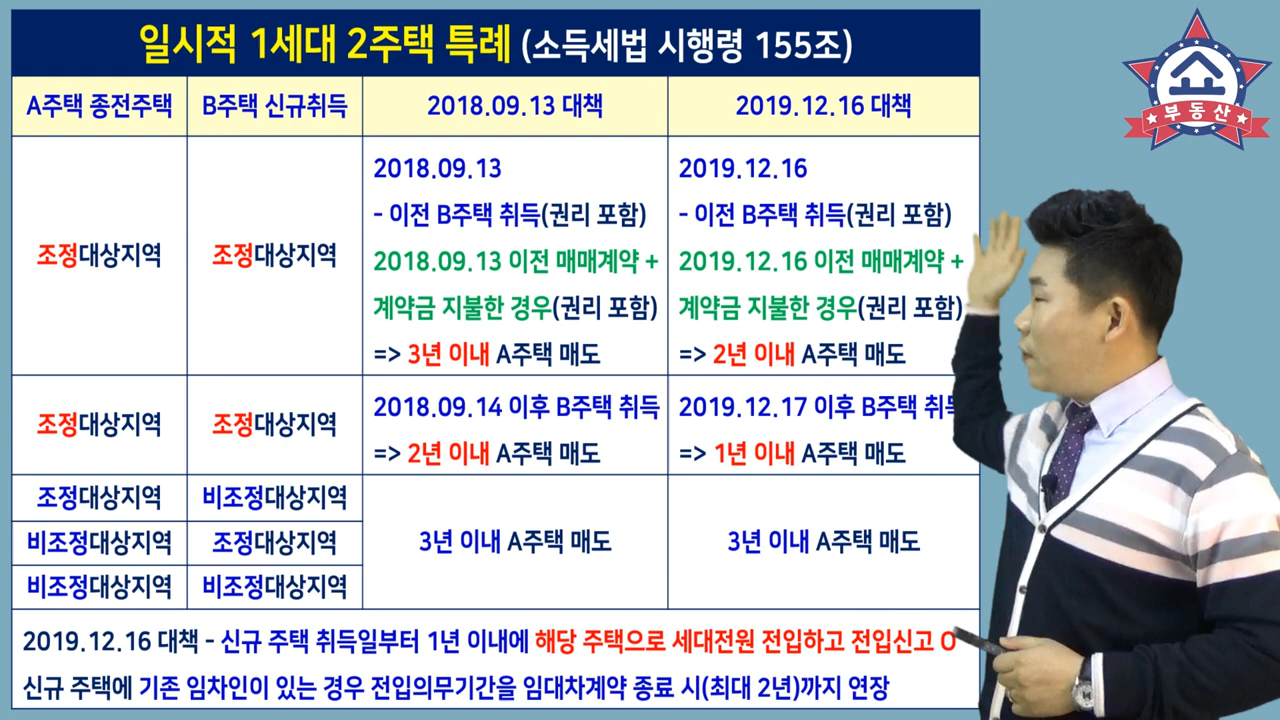 일시적 1세대 2주택 특례 (소득세법 시행령 155조)
A주택 종전주택 B주택 신규취득 2018.09.13 대책 2019.12.16 대책
조정대상지역 조정대상지역
2018.09.13
- 이전 B주택 취득(권리 포함)
2018.09.13 이전 매매계약 +
계약금 지불한 경우(권리 포함)
=> 3년 이내 A주택 매도
2019.12.16
- 이전 B주택 취득(권리 포함)
2019.12.16 이전 매매계약 +
계약금 지불한 경우(권리 포함)
=> 2년 이내 A주택 매도
조정대상지역 조정대상지역
2018.09.14 이후 B주택 취득
=> 2년 이내 A주택 매도
2019.12.17 이후 B주택 취득
=> 1년 이내 A주택 매도
조정대상지역 비조정대상지역
비조정대상지역 조정대상지역
비조정대상지역 비조정대상지역
3년 이내 A주택 매도
3년 이내 A주택 매도
2019.12.16 대책 - 신규 주택 취득일부터 1년 이내에 해당 주택으로 세대전원 전입하고 전입신고 O
신규 주택에 기존 임차인이 있는 경우 전입의무기간을 임대차계약 종료 시(최대 2년)까지 연장
부동산